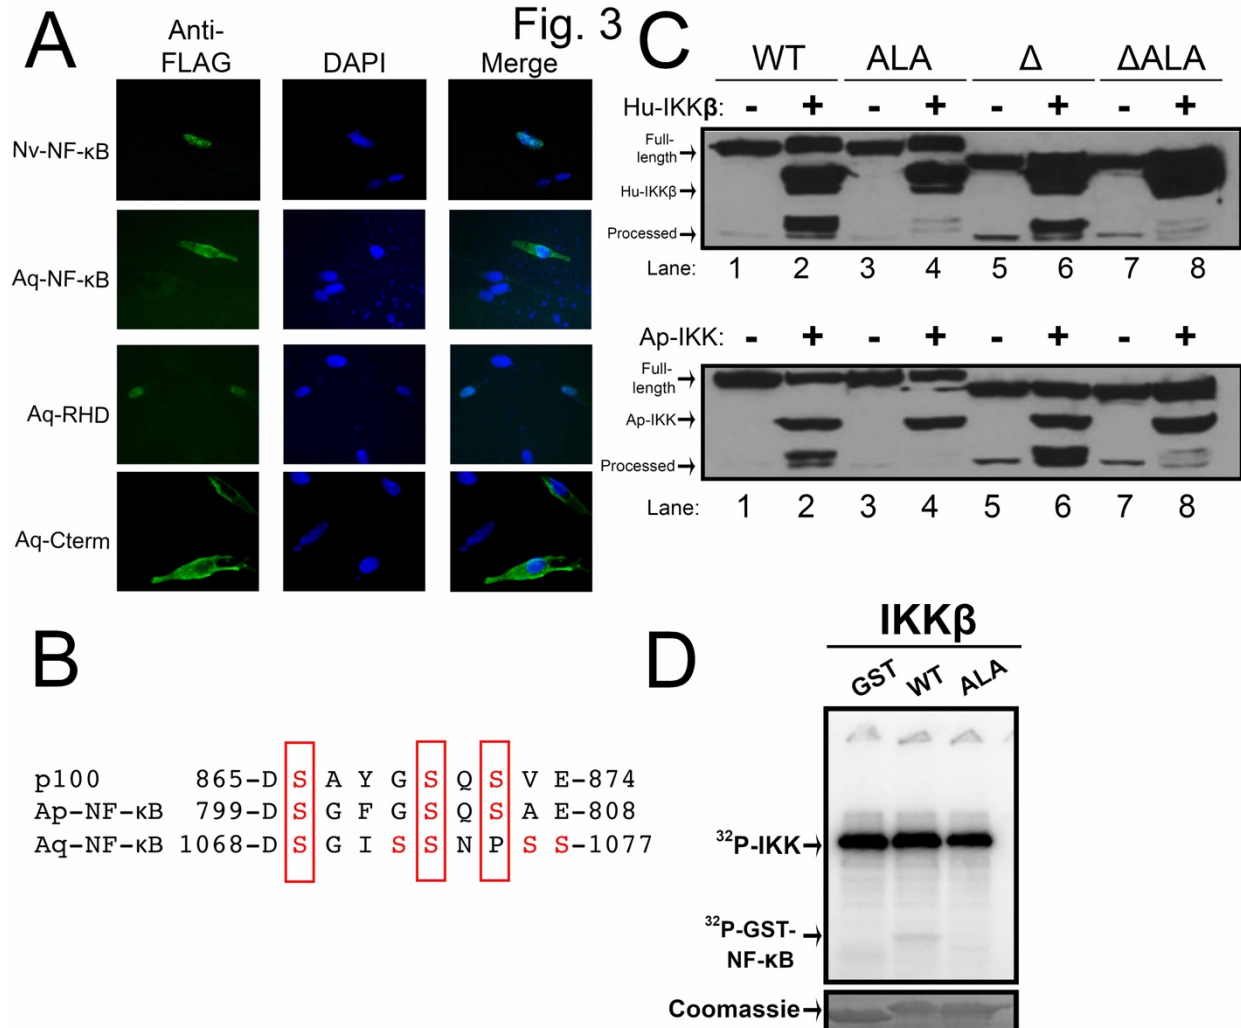 Fig. 3
A
Anti-
FLAG DAPI Merge
Nv-NF-κB
Aq-NF-κB
Aq-RHD
Aq-Cterm
B
p100 865-D S A Y G S Q S V E-874
Ap-NF-κB 799-D S G F G S Q S A E-808
Aq-NF-κB 1068-D S G I S S N P S S-1077
C
WT ALA Δ ΔALA
Hu-IKKβ: - + - + - + - +
Full-
length
Hu-IKKβ
Processed
Lane: 1 2 3 4 5 6 7 8
Ap-IKK: - + - + - + - +
Full-
length
Ap-IKK
Processed
Lane: 1 2 3 4 5 6 7 8
D
IKKβ
GST WT ALA
32P-IKK
32P-GST-
NF-κB
Coomassie